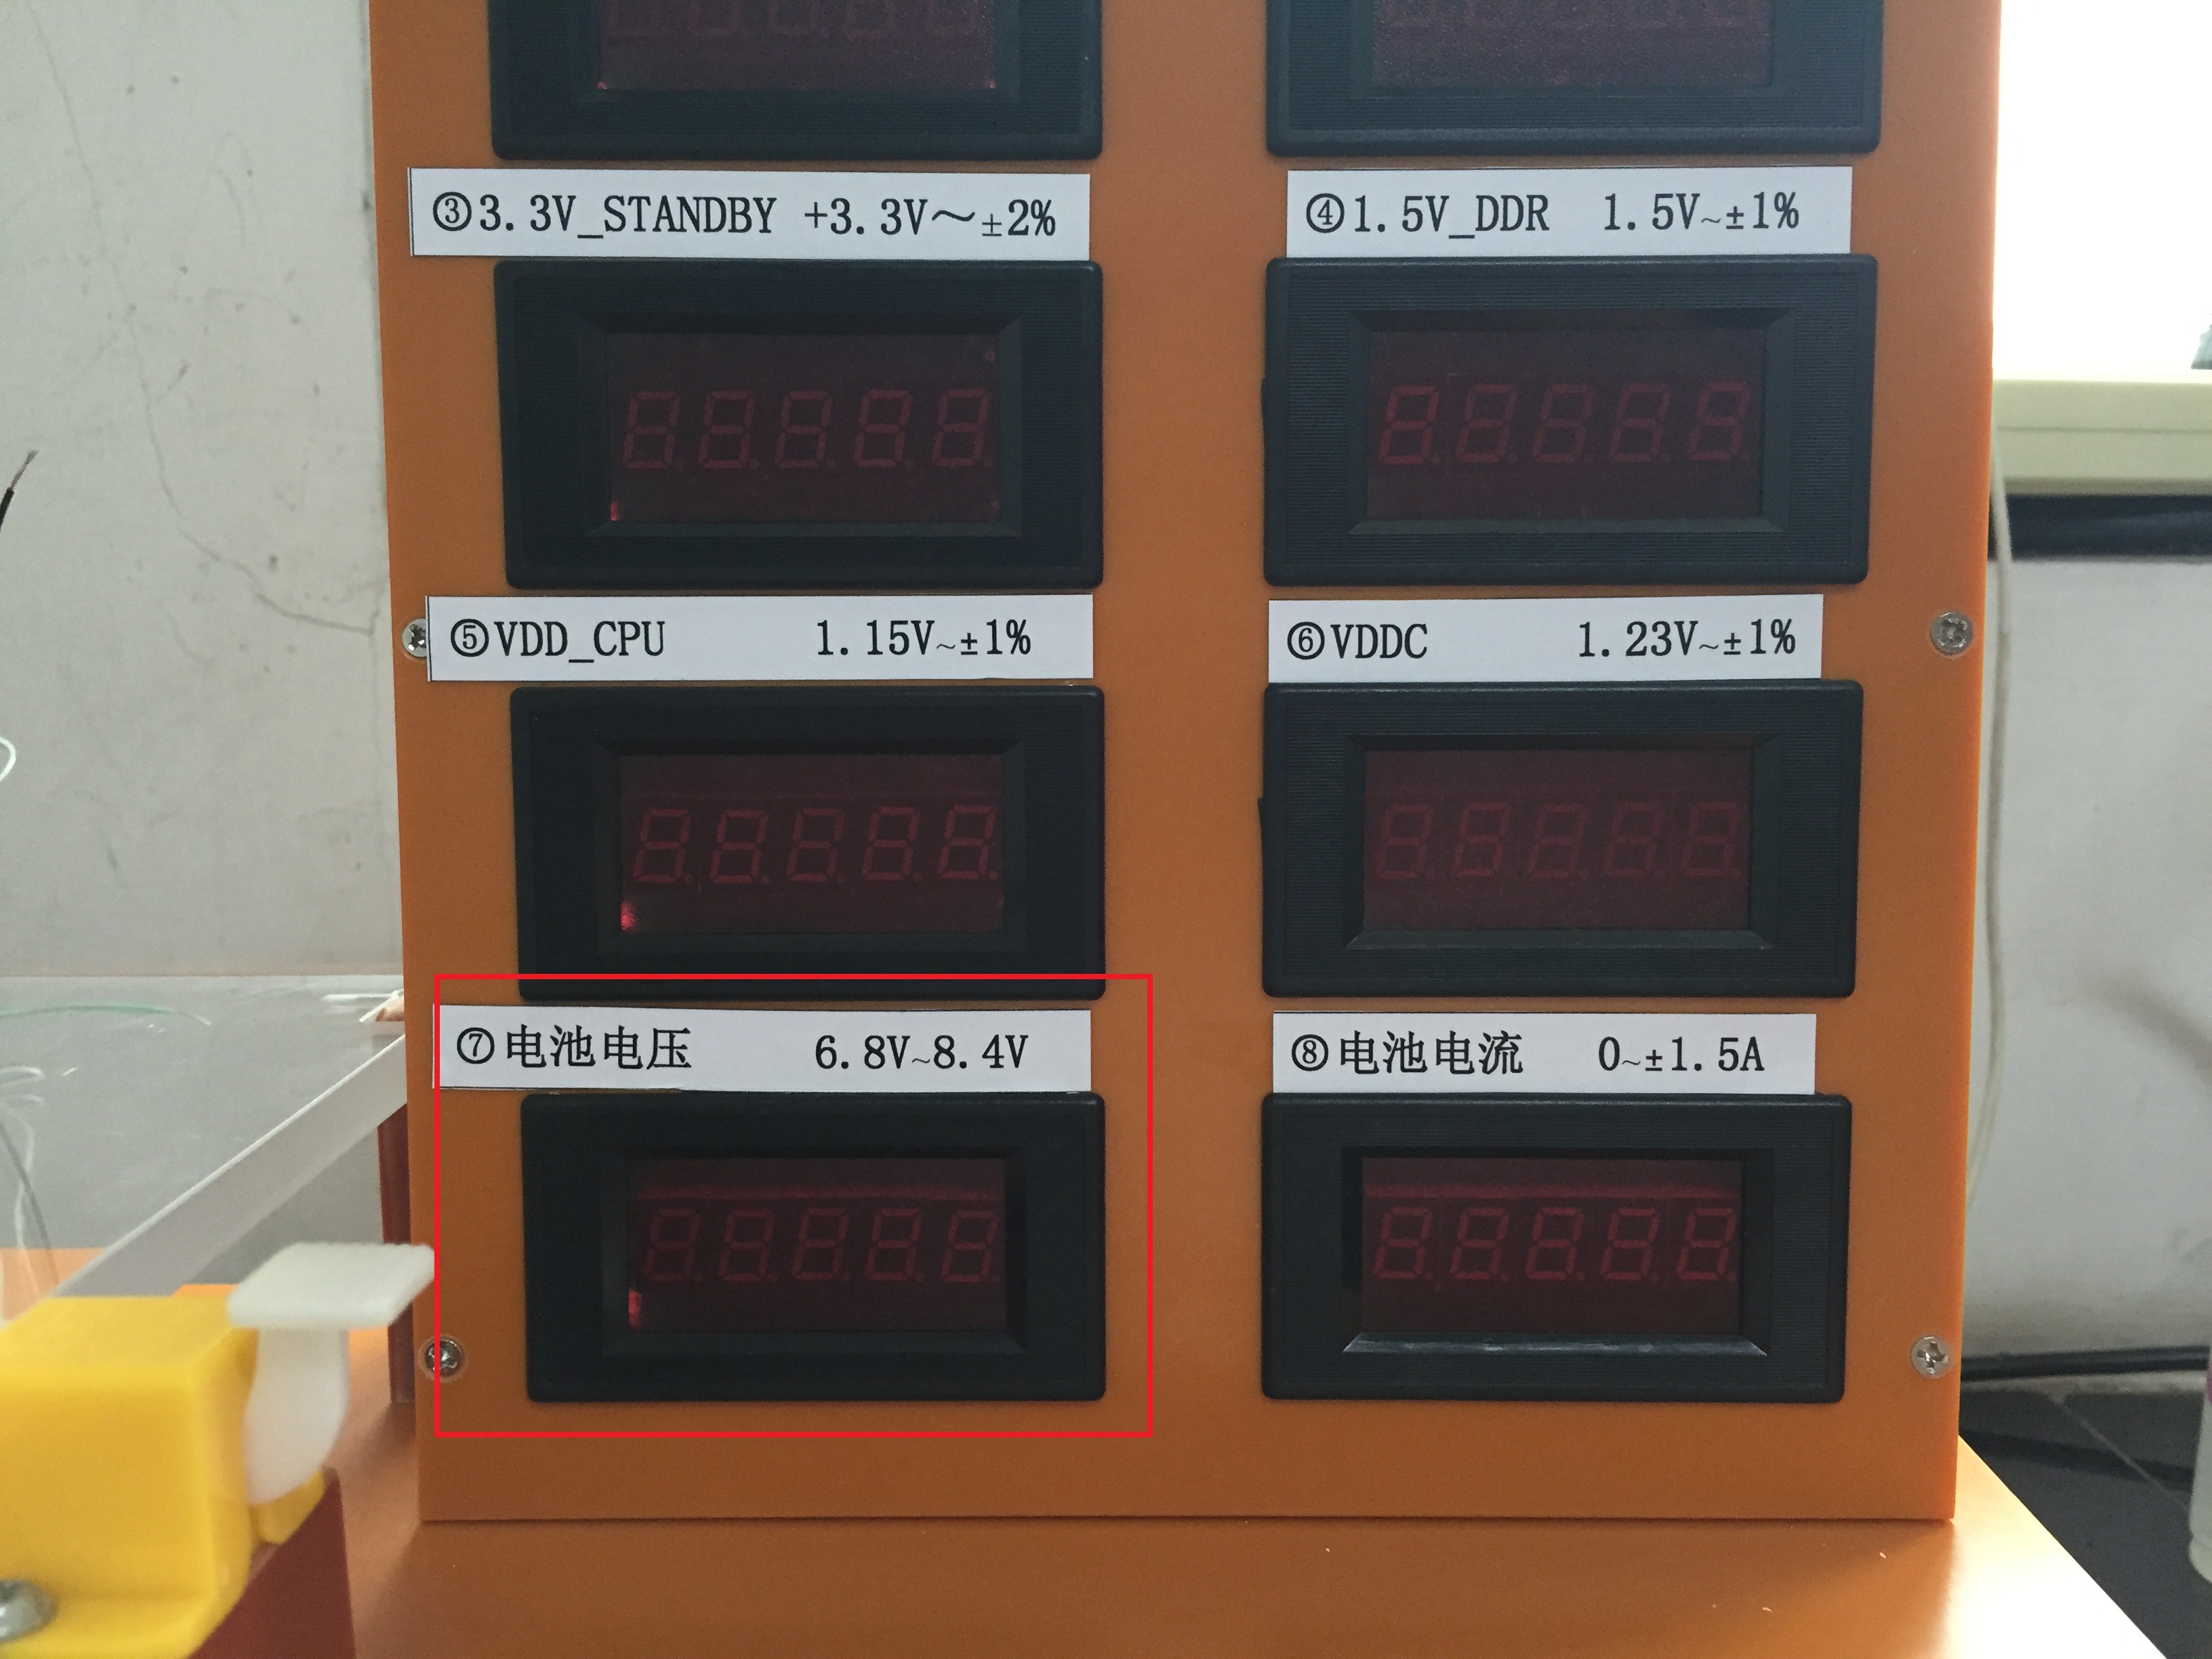 ③3.3V_STANDBY +3.3V～±2%
④1.5V_DDR 1.5V~±1%
⑤VDD_CPU 1.15V~±1%
⑥VDDC 1.23V~±1%
⑦电池电压 6.8V~8.4V
⑧电池电流 0~±1.5A